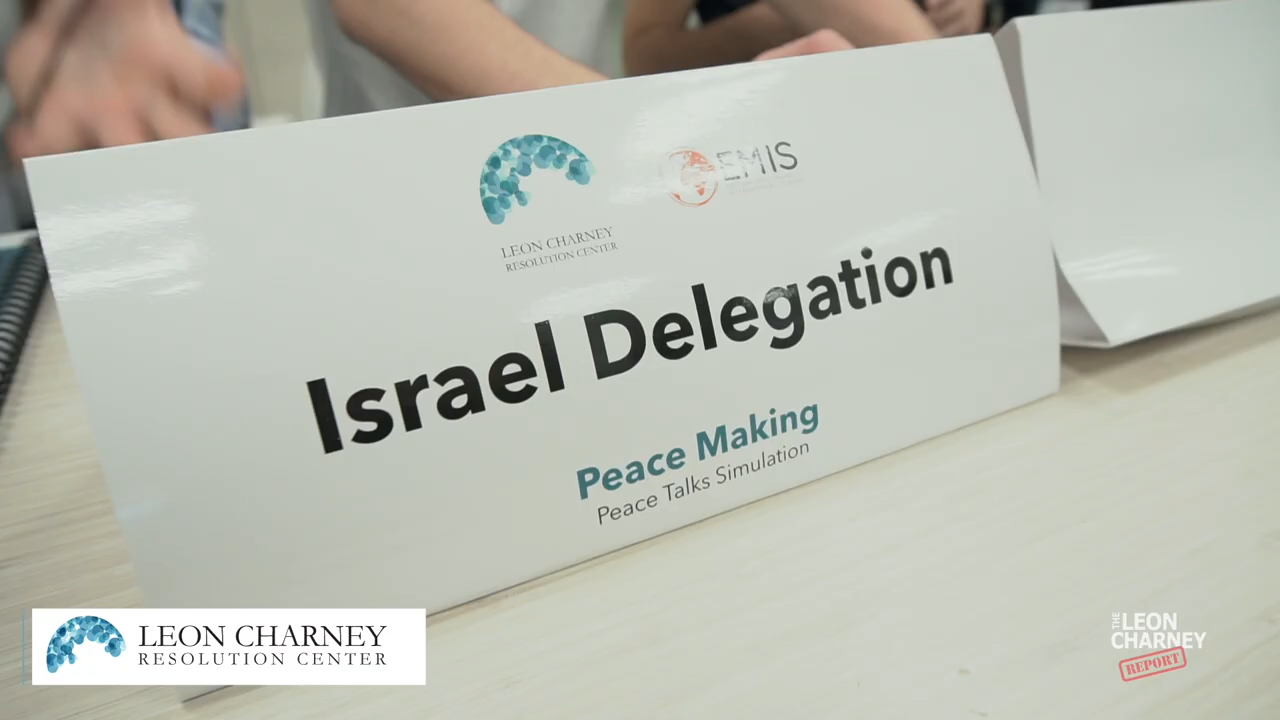 LEON CHARNEY
RESOLUTION CENTER
EMIS
Israel Delegation
Peace Making
Peace Talks Simulation
LEON CHARNEY
RESOLUTION CENTER
THE
LEON
CHARNEY
REPORT